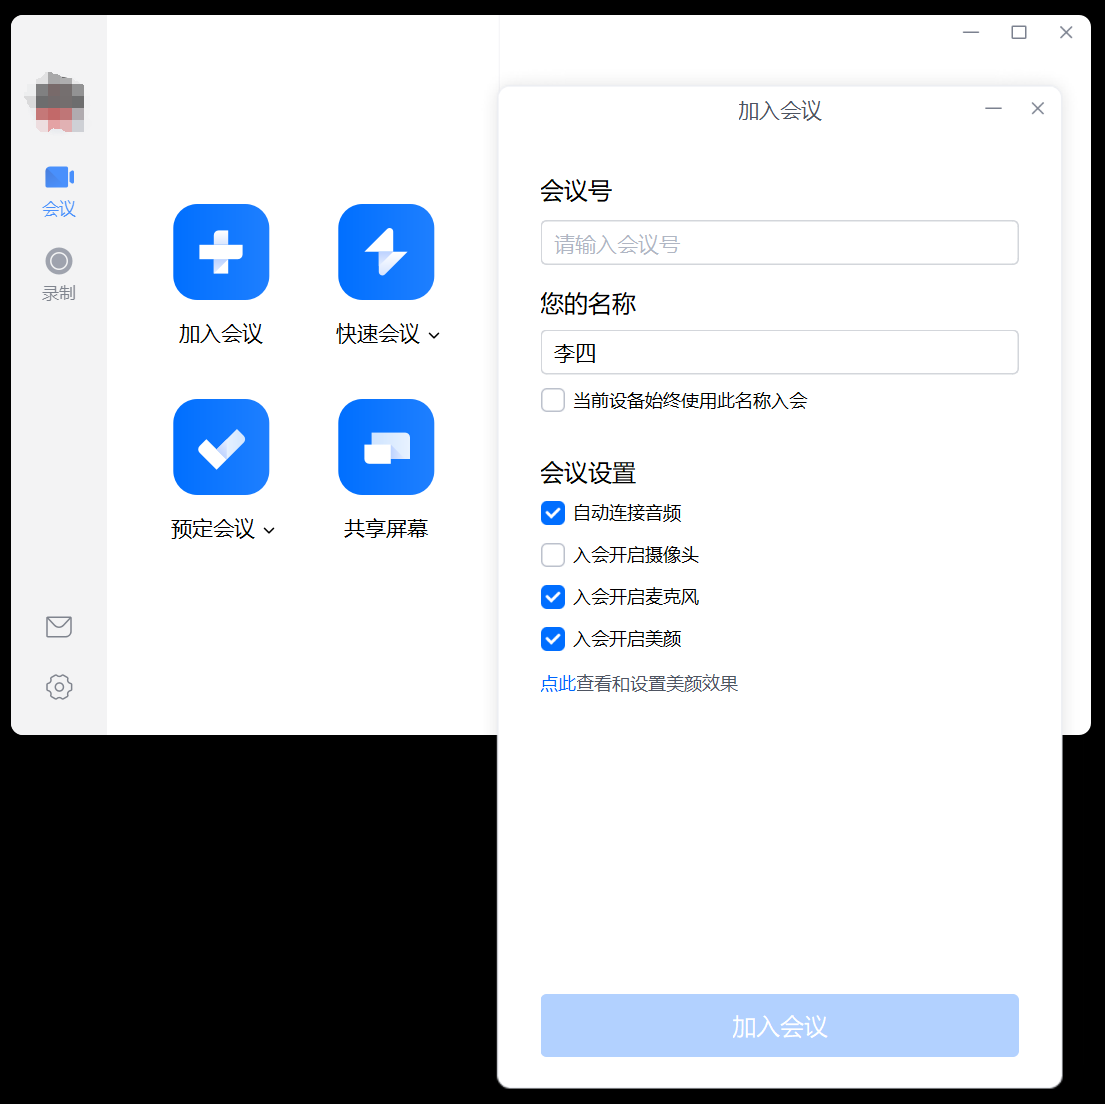 会议
录制
加入会议
快速会议
预定会议
共享屏幕
加入会议
会议号
请输入会议号
您的名称
李四
当前设备始终使用此名称入会
会议设置
自动连接音频
入会开启摄像头
入会开启麦克风
入会开启美颜
点此查看和设置美颜效果
加入会议